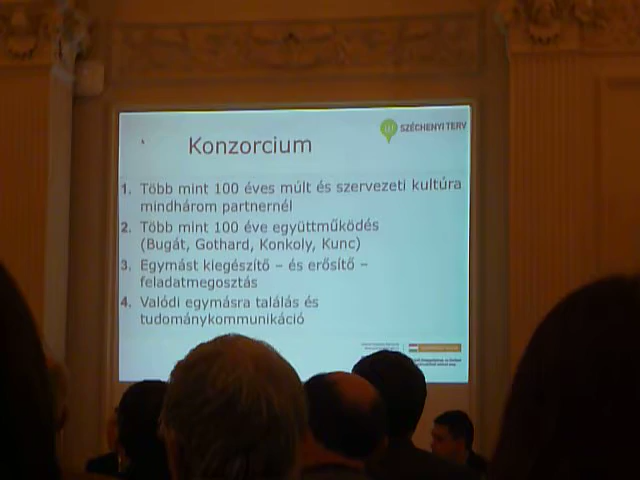 SZÉCHENYI TERV
Konzorcium
1. Több mint 100 éves múlt és szervezeti kultúra
mindhárom partnernél
2. Több mint 100 éve együttműködés
(Bugát, Gothard, Konkoly, Kunc)
3. Egymást kiegészítő – és erősítő –
feladatmegosztás
4. Valódi egymásra találás és
tudománykommunikáció